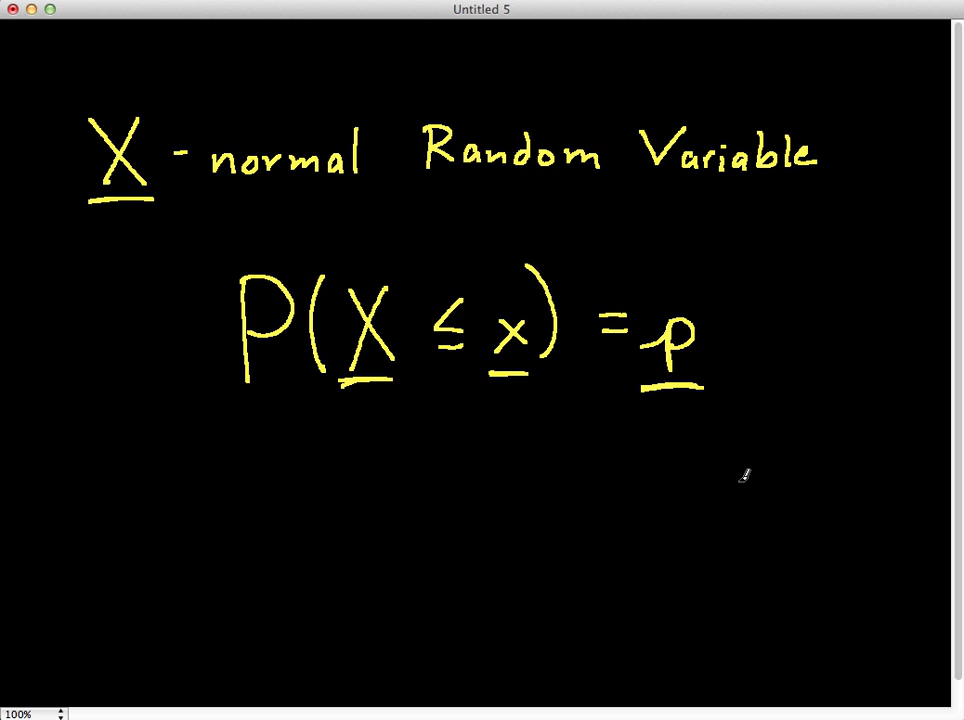 Untitled 5
X - normal Random Variable
P(X ≤ x) = p
100%